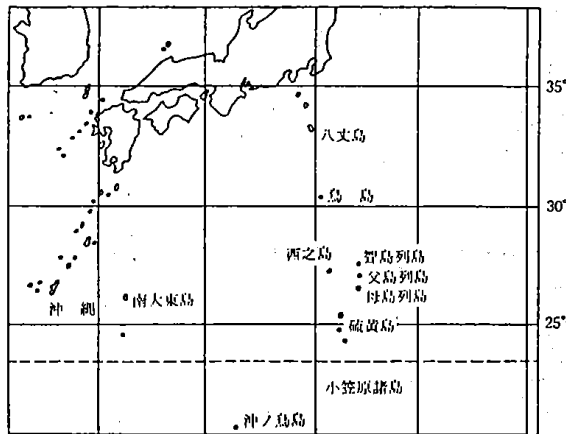 35°
八丈島
鳥島
30°
西之島
聟島列島
父島列島
母島列島
南大東島
沖縄
硫黄島
25°
小笠原諸島
沖ノ鳥島